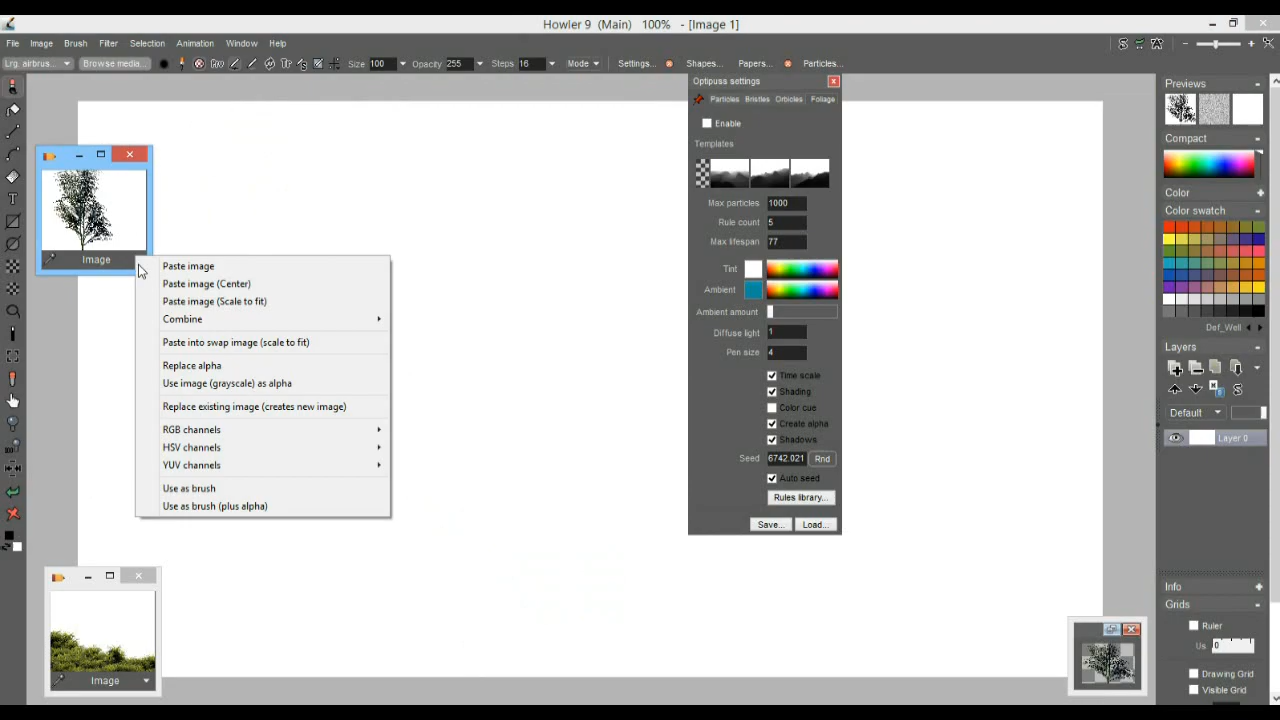 Howler 9 (Main) 100% - [Image 1]
File Image Brush Filter Selection Animation Window Help
Lrg. airbrus... Browse media... Size 100 Opacity 255 Steps 16 Mode Settings... Shapes... Papers... Particles...
Image
Paste image
Paste image (Center)
Paste image (Scale to fit)
Combine
Paste into swap image (scale to fit)
Replace alpha
Use image (grayscale) as alpha
Replace existing image (creates new image)
RGB channels
HSV channels
YUV channels
Use as brush
Use as brush (plus alpha)
Image
Optipuss settings
Particles Bristles Orbicles Foliage
Enable
Templates
Max particles 1000
Rule count 5
Max lifespan 77
Tint
Ambient
Ambient amount
Diffuse light 1
Pen size 4
Time scale
Shading
Color cue
Create alpha
Shadows
Seed 6742.021 Rnd
Auto seed
Rules library...
Save... Load...
Previews
Compact
Color
Color swatch
Def_Well
Layers
Default
Layer 0
Info
Grids
Ruler
Us 0
Drawing Grid
Visible Grid